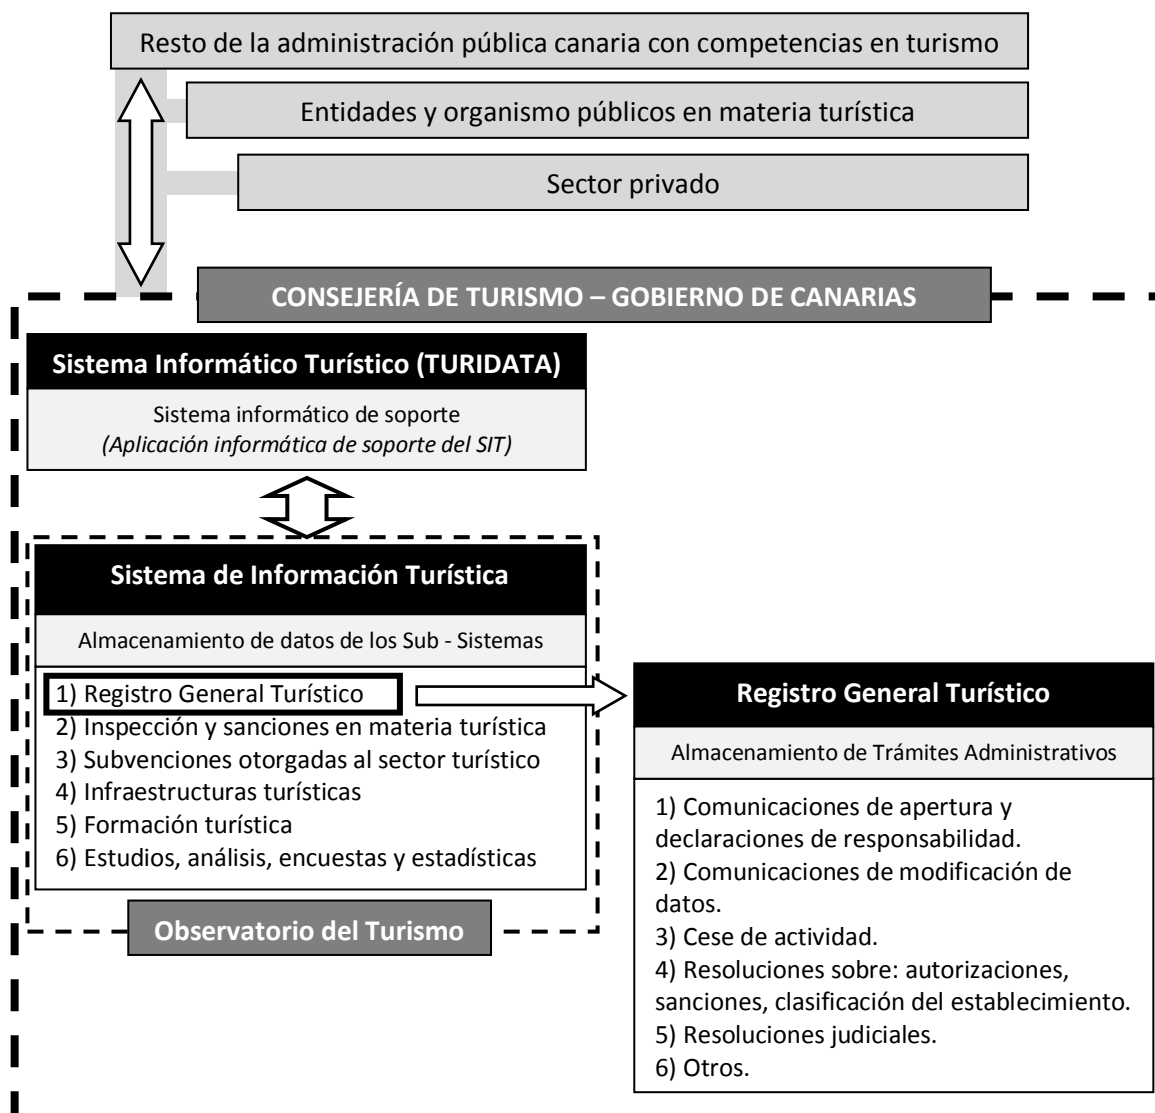 Resto de la administración pública canaria con competencias en turismo
Entidades y organismo públicos en materia turística
Sector privado
CONSEJERÍA DE TURISMO – GOBIERNO DE CANARIAS
Sistema Informático Turístico (TURIDATA)
Sistema informático de soporte
(Aplicación informática de soporte del SIT)
Sistema de Información Turística
Almacenamiento de datos de los Sub - Sistemas
1) Registro General Turístico
2) Inspección y sanciones en materia turística
3) Subvenciones otorgadas al sector turístico
4) Infraestructuras turísticas
5) Formación turística
6) Estudios, análisis, encuestas y estadísticas
Observatorio del Turismo
Registro General Turístico
Almacenamiento de Trámites Administrativos
1) Comunicaciones de apertura y
declaraciones de responsabilidad.
2) Comunicaciones de modificación de
datos.
3) Cese de actividad.
4) Resoluciones sobre: autorizaciones,
sanciones, clasificación del establecimiento.
5) Resoluciones judiciales.
6) Otros.